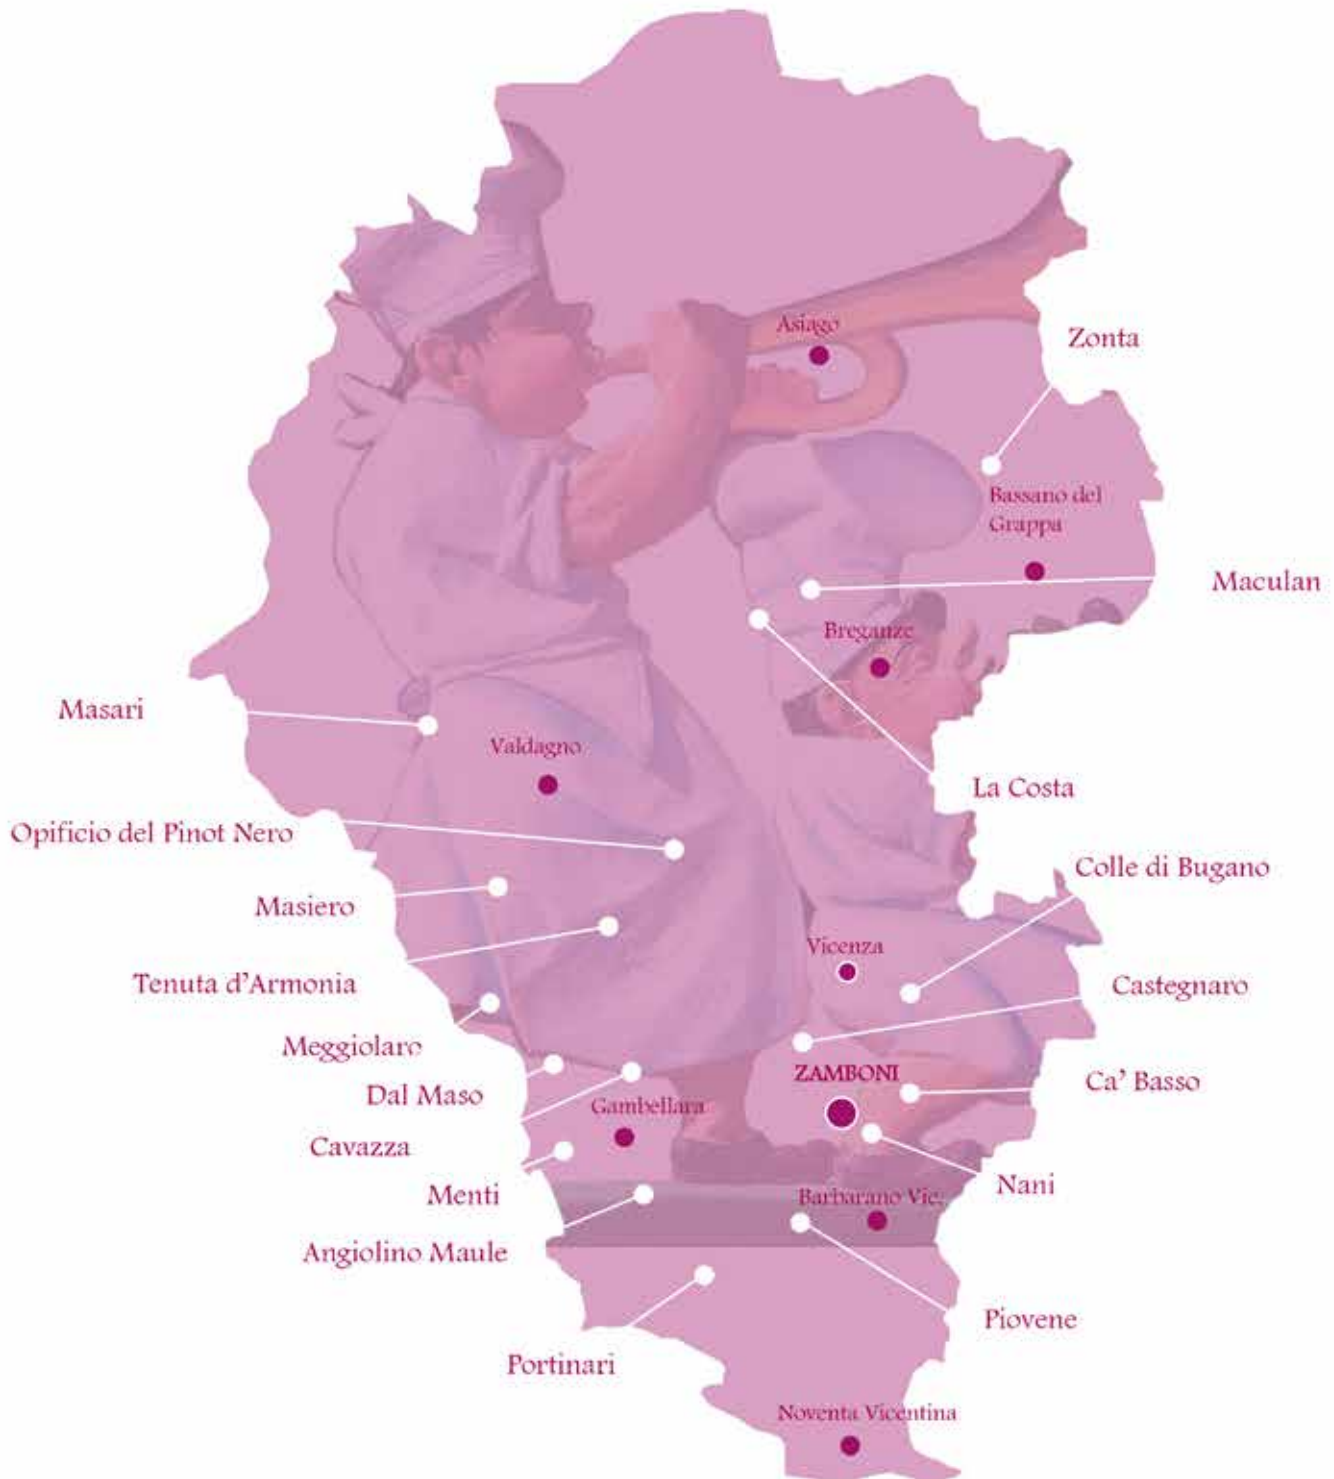 Asiago
Zonta
Bassano del
Grappa
Maculan
Breganze
Masari
Valdagno
La Costa
Opificio del Pinot Nero
Colle di Bugano
Masiero
Vicenza
Tenuta d'Armonia
Castegnaro
Meggiolaro
ZAMBONI
Ca' Basso
Dal Maso
Gambellara
Cavazza
Nani
Menti
Barbarano Vic.
Angiolino Maule
Piovene
Portinari
Noventa Vicentina